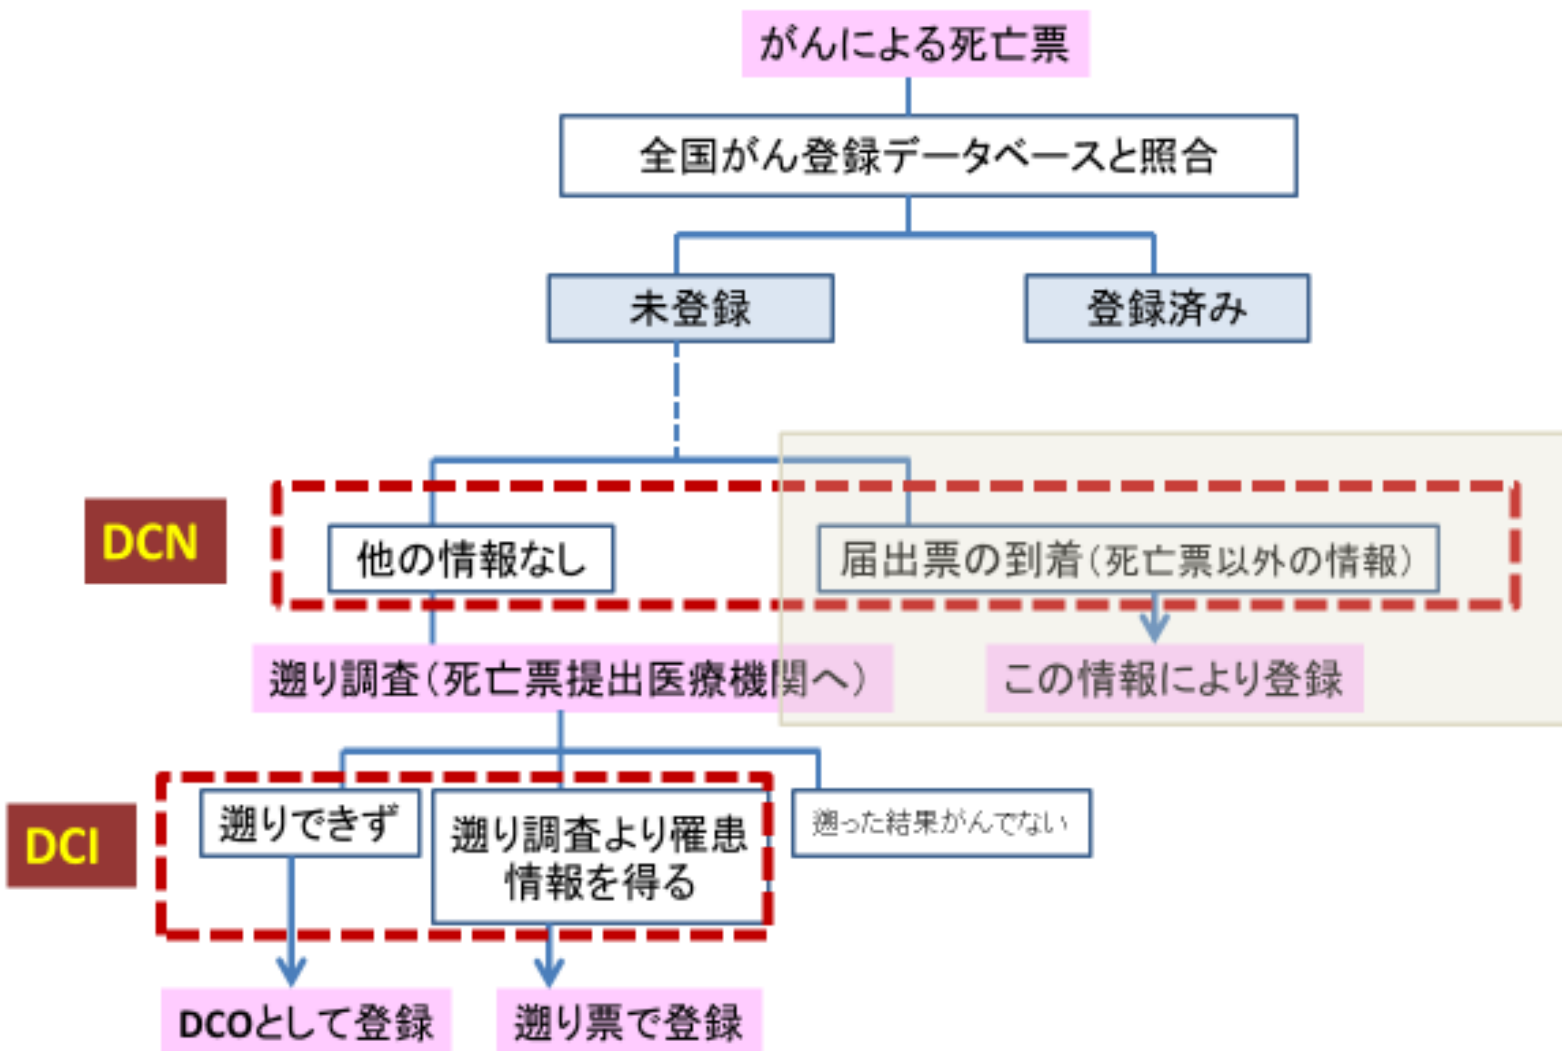 がんによる死亡票
全国がん登録データベースと照合
未登録
登録済み
DCN
他の情報なし
届出票の到着(死亡票以外の情報)
遡り調査(死亡票提出医療機関へ)
この情報により登録
DCI
遡りできず
遡り調査より罹患
情報を得る
遡った結果がんでない
DCOとして登録
遡り票で登録